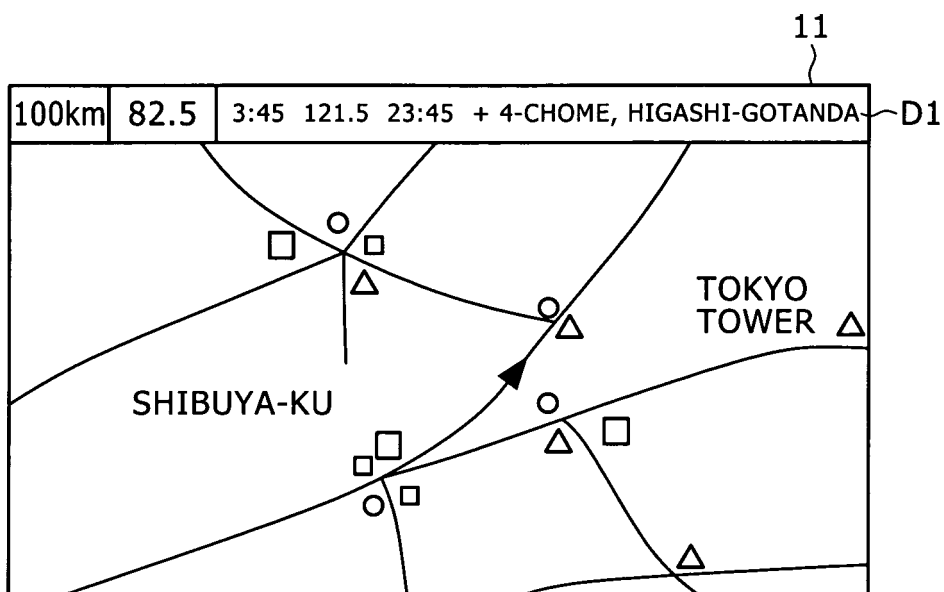 11
100km 82.5 3:45 121.5 23:45 + 4-CHOME, HIGASHI-GOTANDA D1
TOKYO
TOWER
SHIBUYA-KU